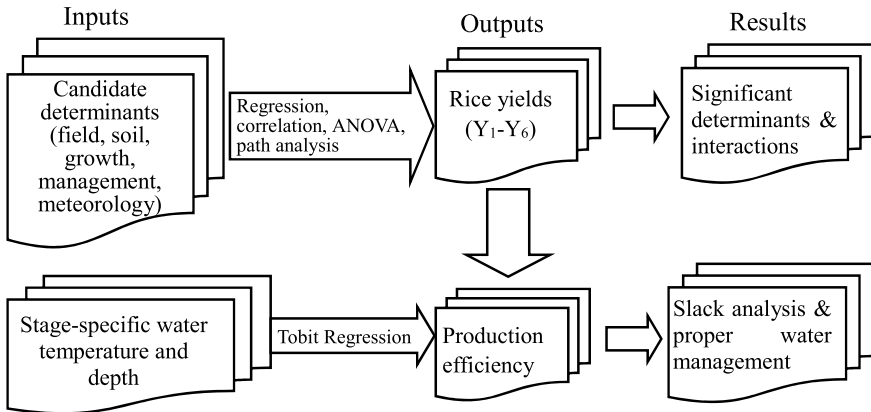 Inputs
Outputs
Results
Candidate
determinants
(field, soil,
growth,
management,
meteorology)
Regression,
correlation, ANOVA,
path analysis
Rice yields
(Y₁-Y₆)
Significant
determinants &
interactions
Stage-specific water
temperature and
depth
Tobit Regression
Production
efficiency
Slack analysis &
proper water
management